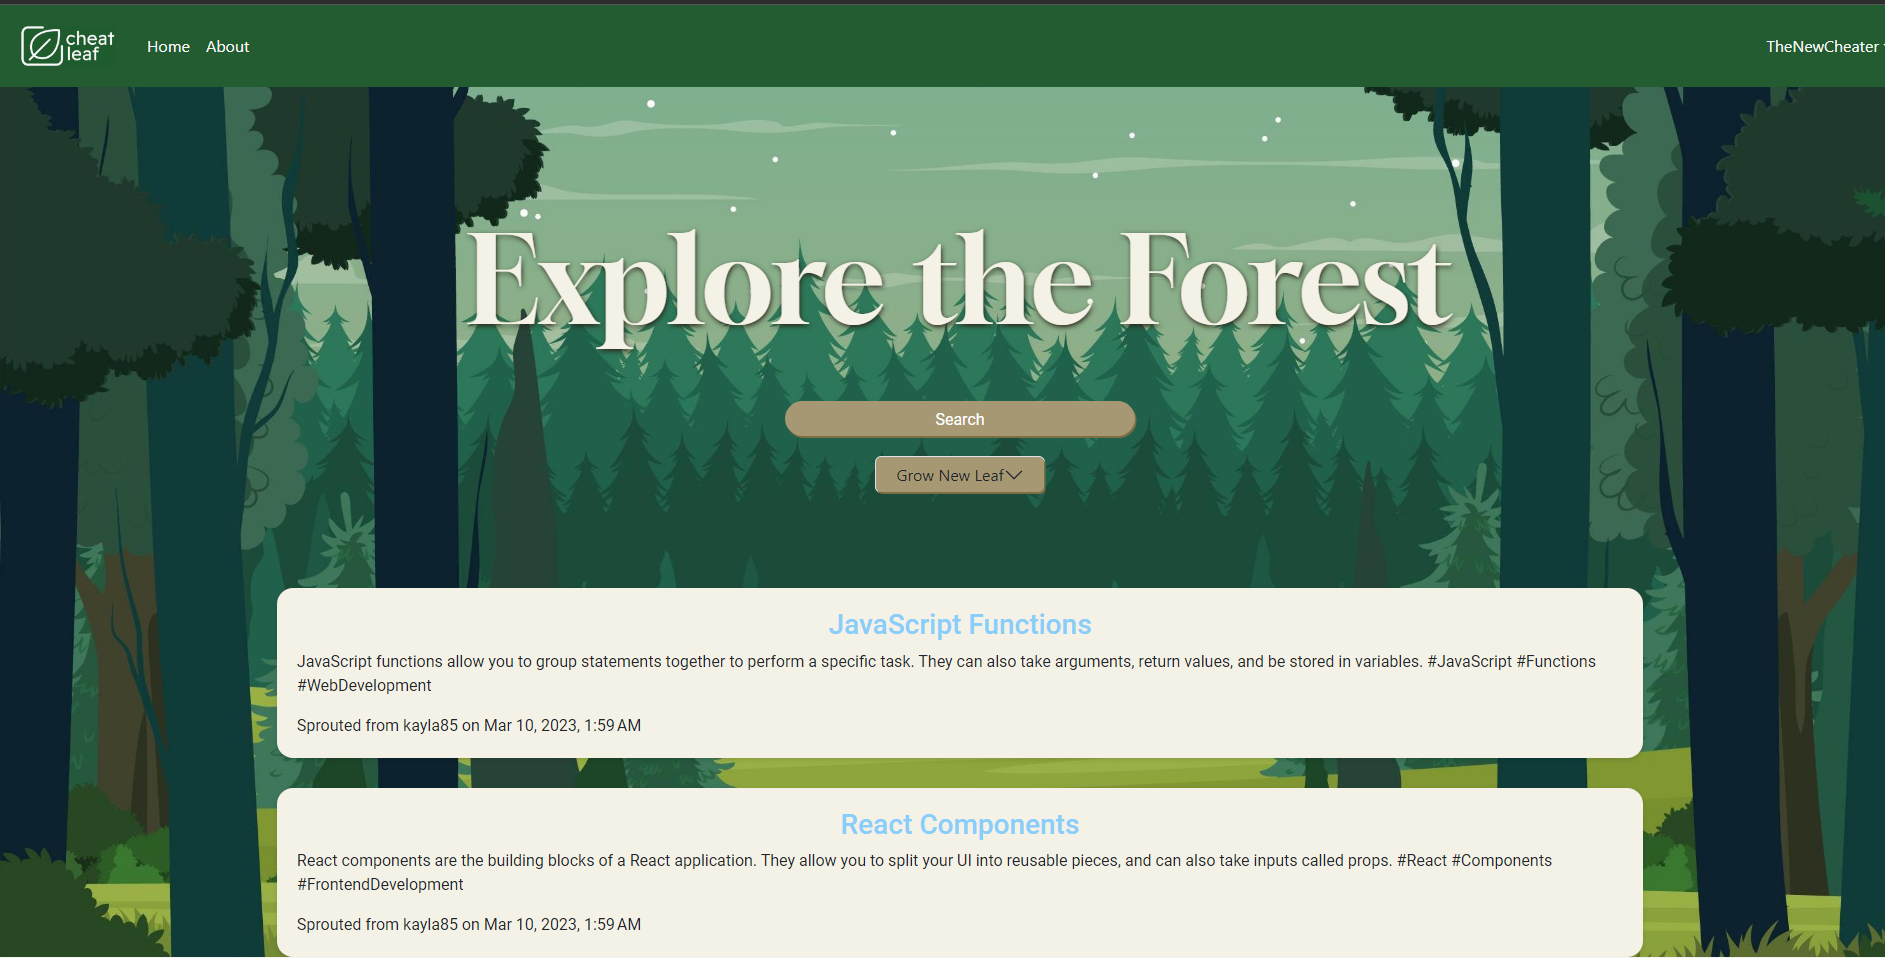 cheat
leaf
Home
About
TheNewCheater
Explore the Forest
Search
Grow New Leaf
JavaScript Functions
JavaScript functions allow you to group statements together to perform a specific task. They can also take arguments, return values, and be stored in variables. #JavaScript #Functions
#WebDevelopment
Sprouted from kayla85 on Mar 10, 2023, 1:59 AM
React Components
React components are the building blocks of a React application. They allow you to split your UI into reusable pieces, and can also take inputs called props. #React #Components
#FrontendDevelopment
Sprouted from kayla85 on Mar 10, 2023, 1:59 AM